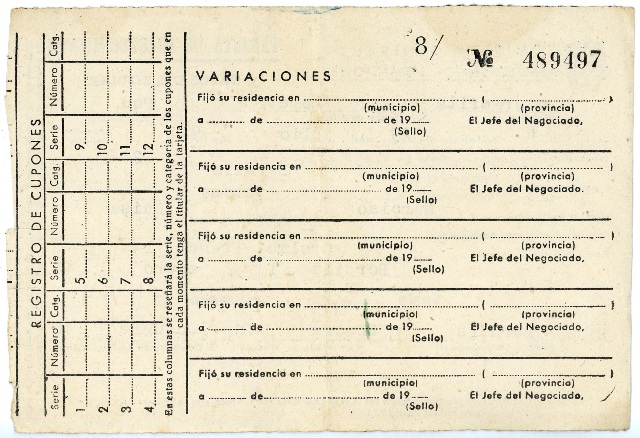 8/ № 489497
VARIACIONES
Fijó su residencia en ( )
(municipio) (provincia)
a de de 19 El Jefe del Negociado,
(Sello)
Fijó su residencia en ( )
(municipio) (provincia)
a de de 19 El Jefe del Negociado.
(Sello)
Fijó su residencia en ( )
(municipio) (provincia)
a de de 19 El Jefe del Negociado,
(Sello)
Fijó su residencia en ( )
(municipio) (provincia)
a de de 19 El Jefe del Negociado,
(Sello)
Fijó su residencia en ( )
(municipio) (provincia)
a de de 19 El Jefe del Negociado,
(Sello)
REGISTRO DE CUPONES
Serie Número Catg. Serie Número Catg. Serie Número Catg.
1 5 9
2 6 10
3 7 11
4 8 12
En estas columnas se reseñará la serie, número y categoría de los cupones que en
cada momento tenga el titular de la tarjeta.